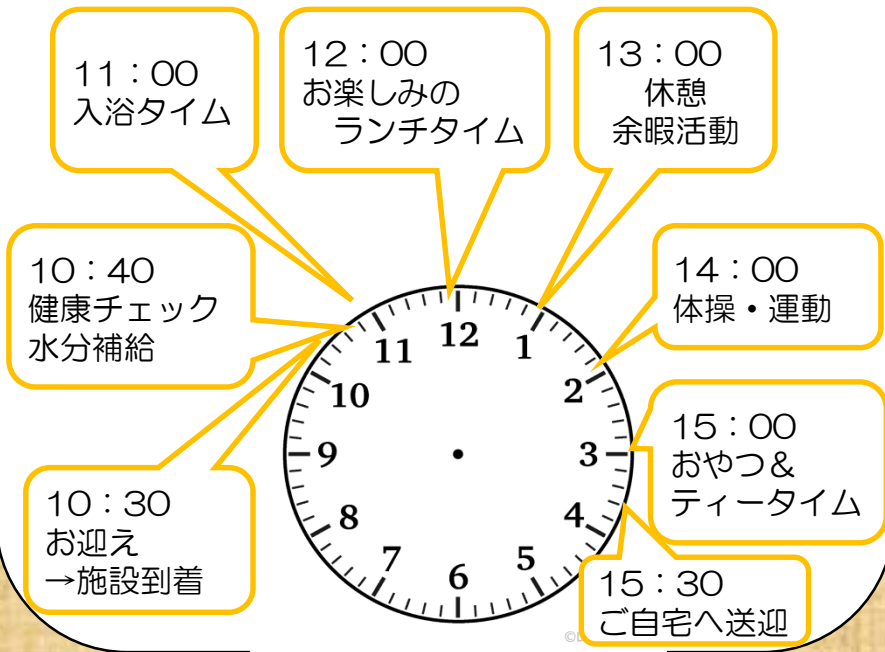 11：00
入浴タイム
12：00
お楽しみの
ランチタイム
13：00
休憩
余暇活動
10：40
健康チェック
水分補給
14：00
体操・運動
10：30
お迎え
→施設到着
15：00
おやつ＆
ティータイム
15：30
ご自宅へ送迎
12
1
2
3
4
5
6
7
8
9
10
11